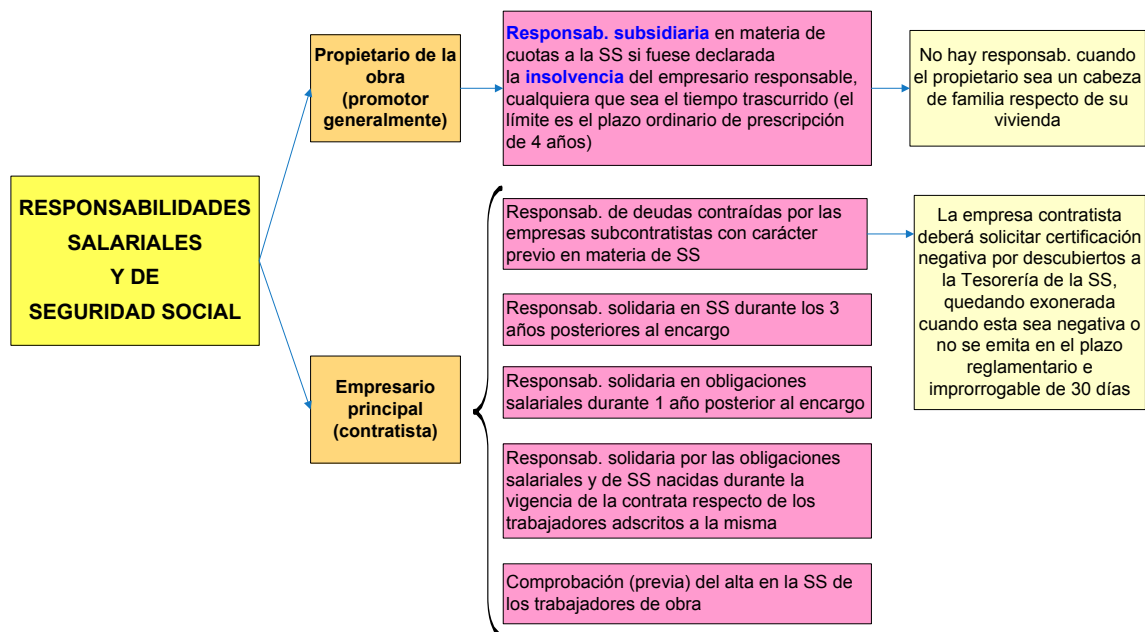 RESPONSABILIDADES
SALARIALES
Y DE
SEGURIDAD SOCIAL
Propietario de la
obra
(promotor
generalmente)
Responsab. subsidiaria en materia de
cuotas a la SS si fuese declarada
la insolvencia del empresario responsable,
cualquiera que sea el tiempo trascurrido (el
límite es el plazo ordinario de prescripción
de 4 años)
No hay responsab. cuando
el propietario sea un cabeza
de familia respecto de su
vivienda
Empresario
principal
(contratista)
Responsab. de deudas contraídas por las
empresas subcontratistas con carácter
previo en materia de SS
La empresa contratista
deberá solicitar certificación
negativa por descubiertos a
la Tesorería de la SS,
quedando exonerada
cuando esta sea negativa o
no se emita en el plazo
reglamentario e
improrrogable de 30 días
Responsab. solidaria en SS durante los 3
años posteriores al encargo
Responsab. solidaria en obligaciones
salariales durante 1 año posterior al encargo
Responsab. solidaria por las obligaciones
salariales y de SS nacidas durante la
vigencia de la contrata respecto de los
trabajadores adscritos a la misma
Comprobación (previa) del alta en la SS de
los trabajadores de obra